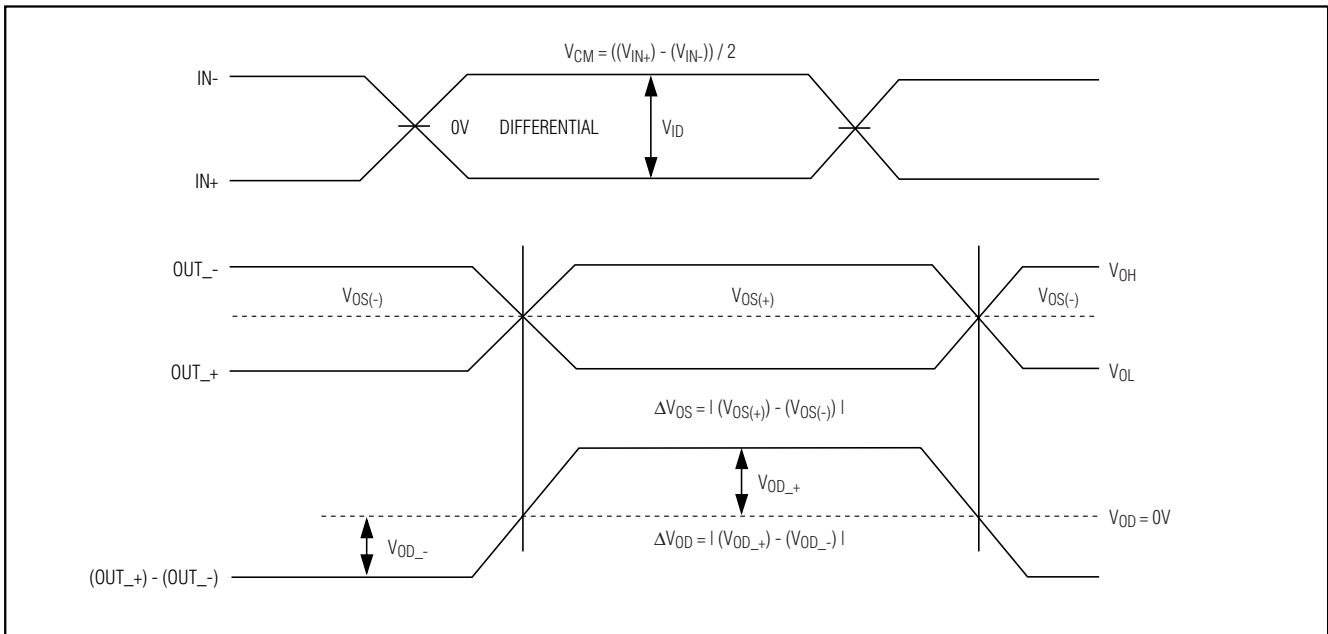 V_CM = ((V_IN+) - (V_IN-)) / 2
IN-
0V DIFFERENTIAL V_ID
IN+
OUT_- V_OH
V_OS(-) V_OS(+) V_OS(-)
OUT_+ V_OL
ΔV_OS = | (V_OS(+)) - (V_OS(-)) |
V_OD_+
V_OD = 0V
ΔV_OD = | (V_OD_+) - (V_OD_-) |
V_OD_-
(OUT_+) - (OUT_-)